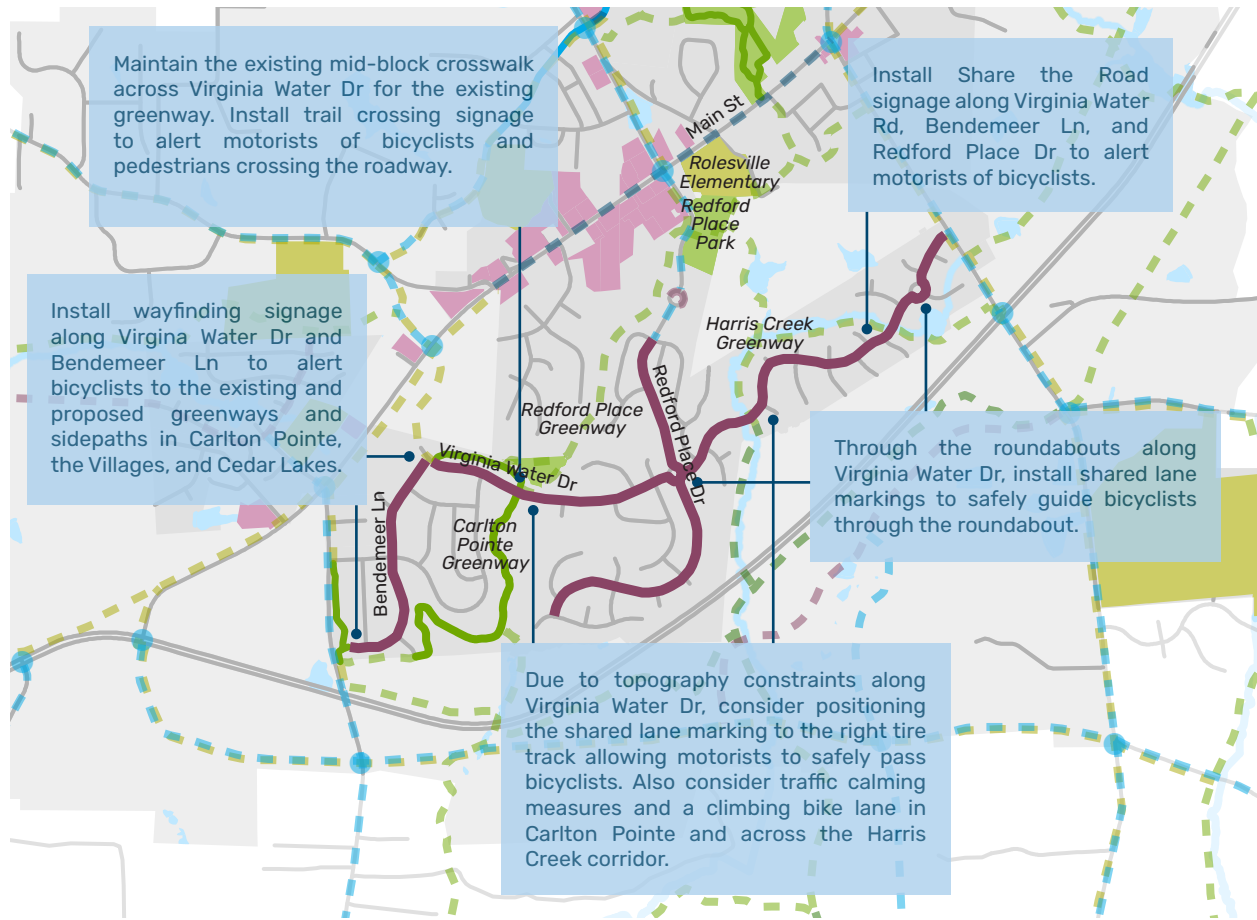 Maintain the existing mid-block crosswalk
across Virginia Water Dr for the existing
greenway. Install trail crossing signage
to alert motorists of bicyclists and
pedestrians crossing the roadway.
Install Share the Road
signage along Virginia Water
Rd, Bendemeer Ln, and
Redford Place Dr to alert
motorists of bicyclists.
Main St
Rolesville
Elementary
Redford
Place
Park
Install wayfinding signage
along Virgina Water Dr and
Bendemeer Ln to alert
bicyclists to the existing and
proposed greenways and
sidepaths in Carlton Pointe,
the Villages, and Cedar Lakes.
Harris Creek
Greenway
Redford Place Dr
Redford Place
Greenway
Virginia Water Dr
Carlton
Pointe
Greenway
Bendemeer Ln
Through the roundabouts along
Virginia Water Dr, install shared lane
markings to safely guide bicyclists
through the roundabout.
Due to topography constraints along
Virginia Water Dr, consider positioning
the shared lane marking to the right tire
track allowing motorists to safely pass
bicyclists. Also consider traffic calming
measures and a climbing bike lane in
Carlton Pointe and across the Harris
Creek corridor.